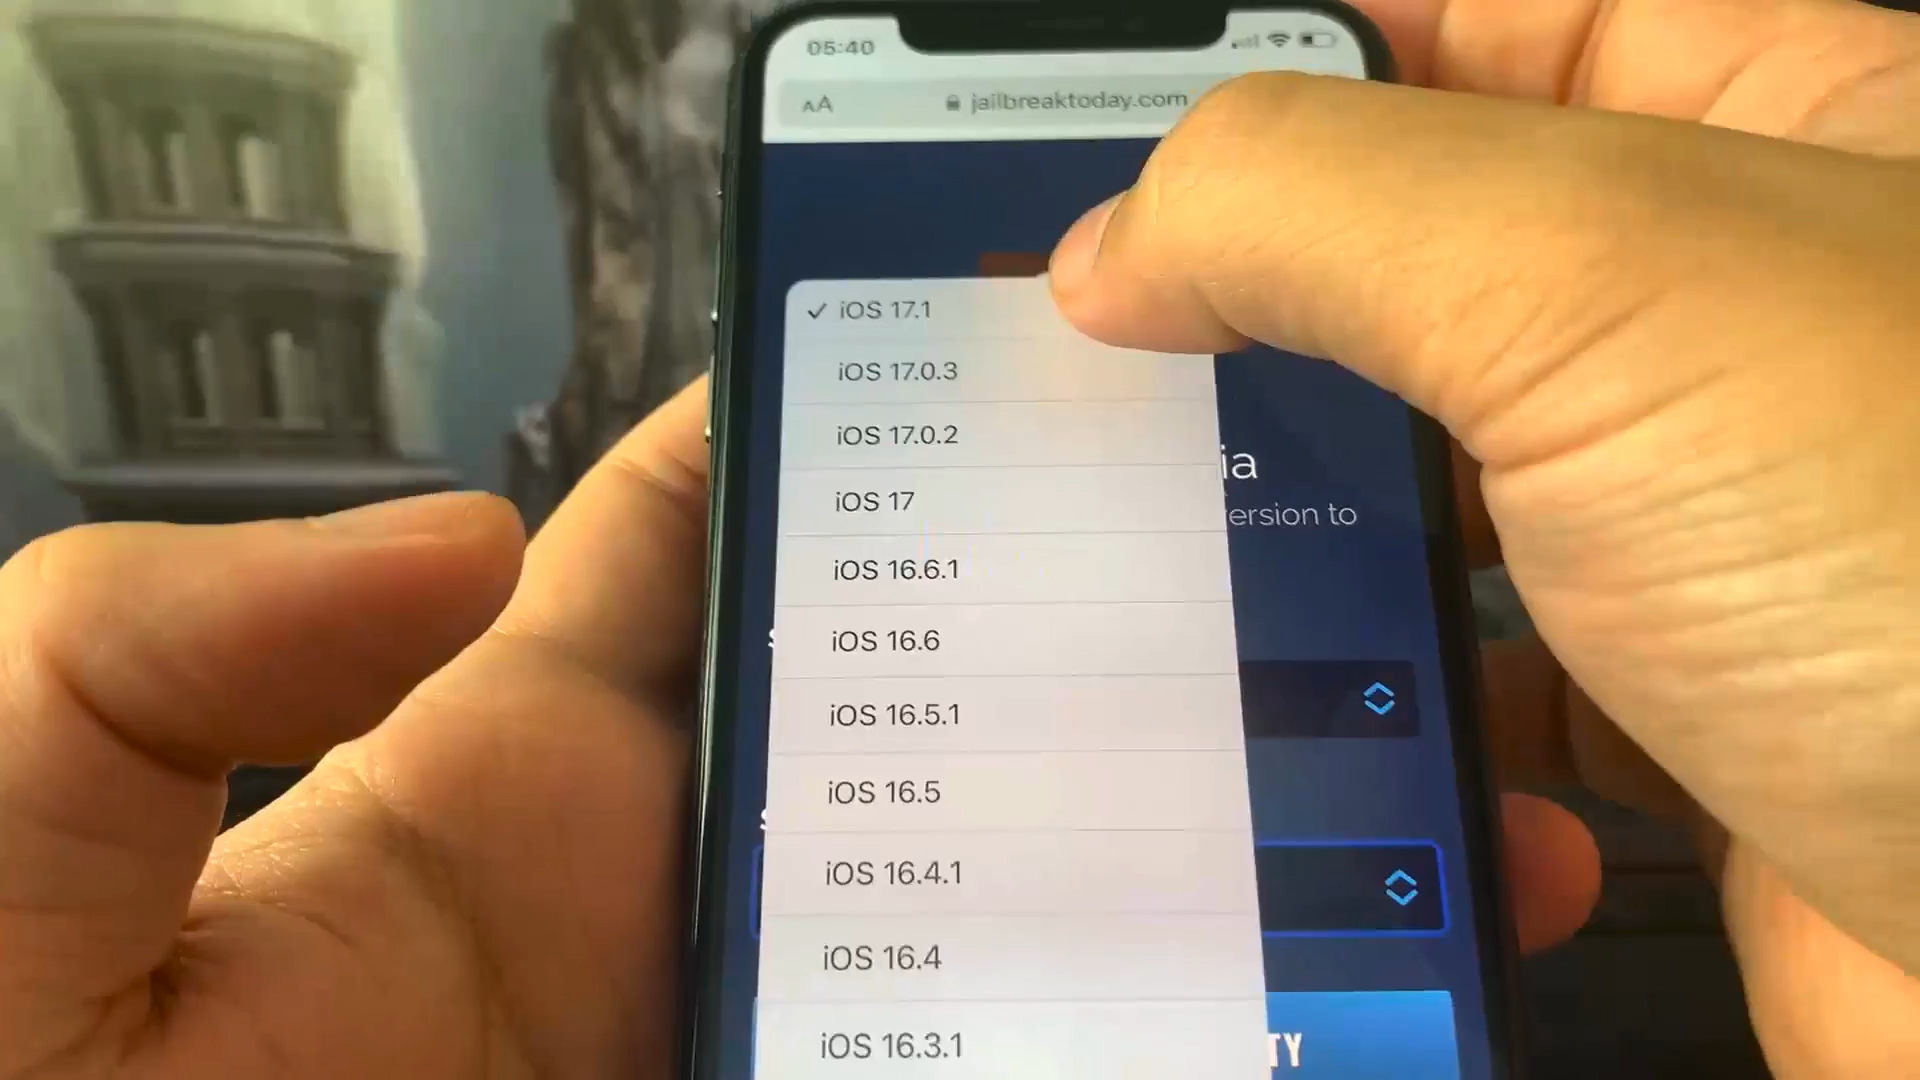 05:40
AA jailbreaktoday.com
✓ iOS 17.1
iOS 17.0.3
iOS 17.0.2
ia
iOS 17
ersion to
iOS 16.6.1
iOS 16.6
iOS 16.5.1
iOS 16.5
iOS 16.4.1
iOS 16.4
iOS 16.3.1
TY